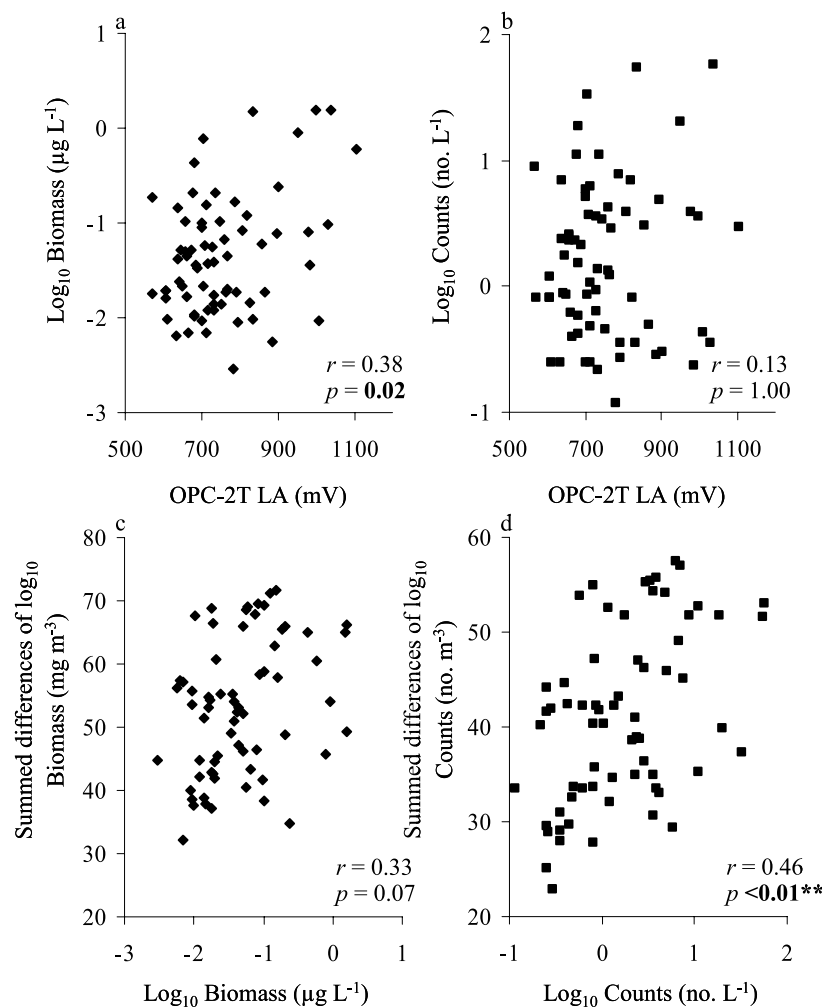 a
Log10 Biomass (µg L-1)
1
0
-1
-2
-3
r = 0.38
p = 0.02
500 700 900 1100
OPC-2T LA (mV)
b
Log10 Counts (no. L-1)
2
1
0
-1
r = 0.13
p = 1.00
500 700 900 1100
OPC-2T LA (mV)
c
Summed differences of log10
Biomass (mg m-3)
80
70
60
50
40
30
20
r = 0.33
p = 0.07
-3 -2 -1 0 1
Log10 Biomass (µg L-1)
d
Summed differences of log10
Counts (no. m-3)
60
50
40
30
20
r = 0.46
p <0.01**
-1 0 1 2
Log10 Counts (no. L-1)